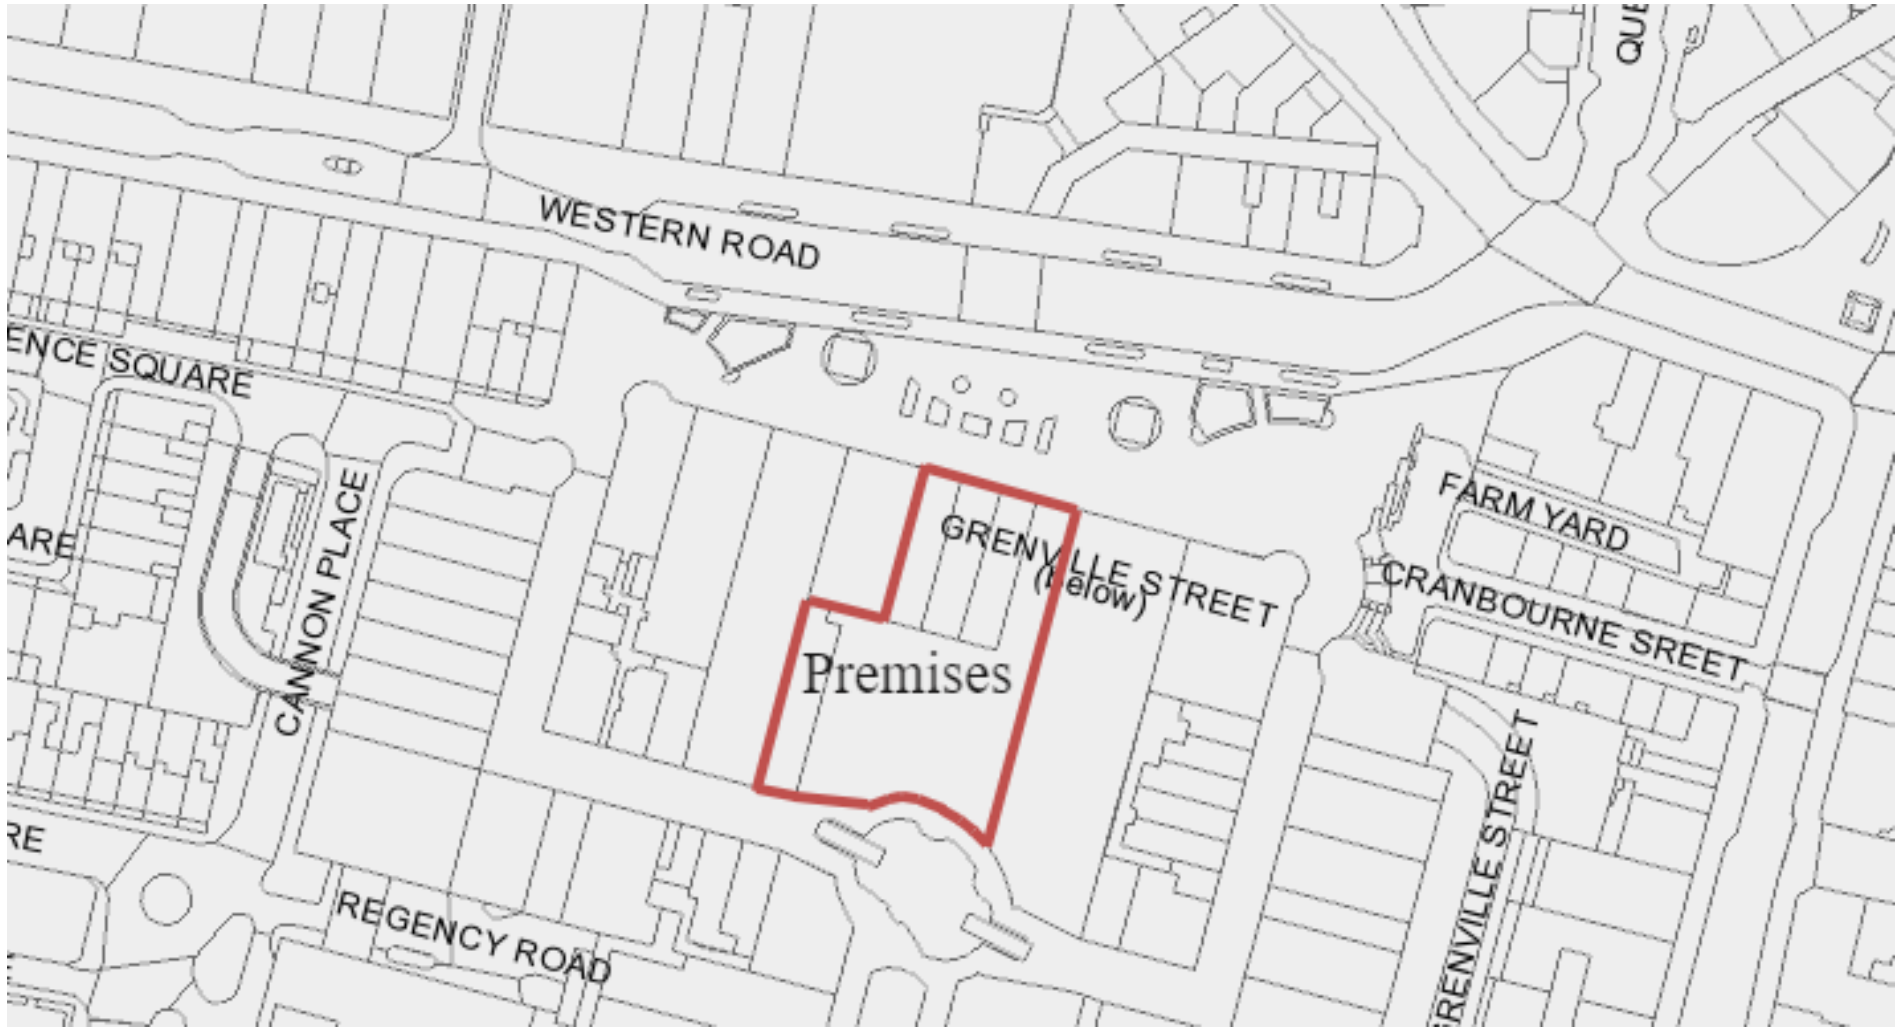 QUE
WESTERN ROAD
ENCE SQUARE
FARM YARD
ARE
GRENVILLE STREET
(below)
CANNON PLACE
CRANBOURNE SREET
Premises
GRENVILLE STREET
RE
REGENCY ROAD